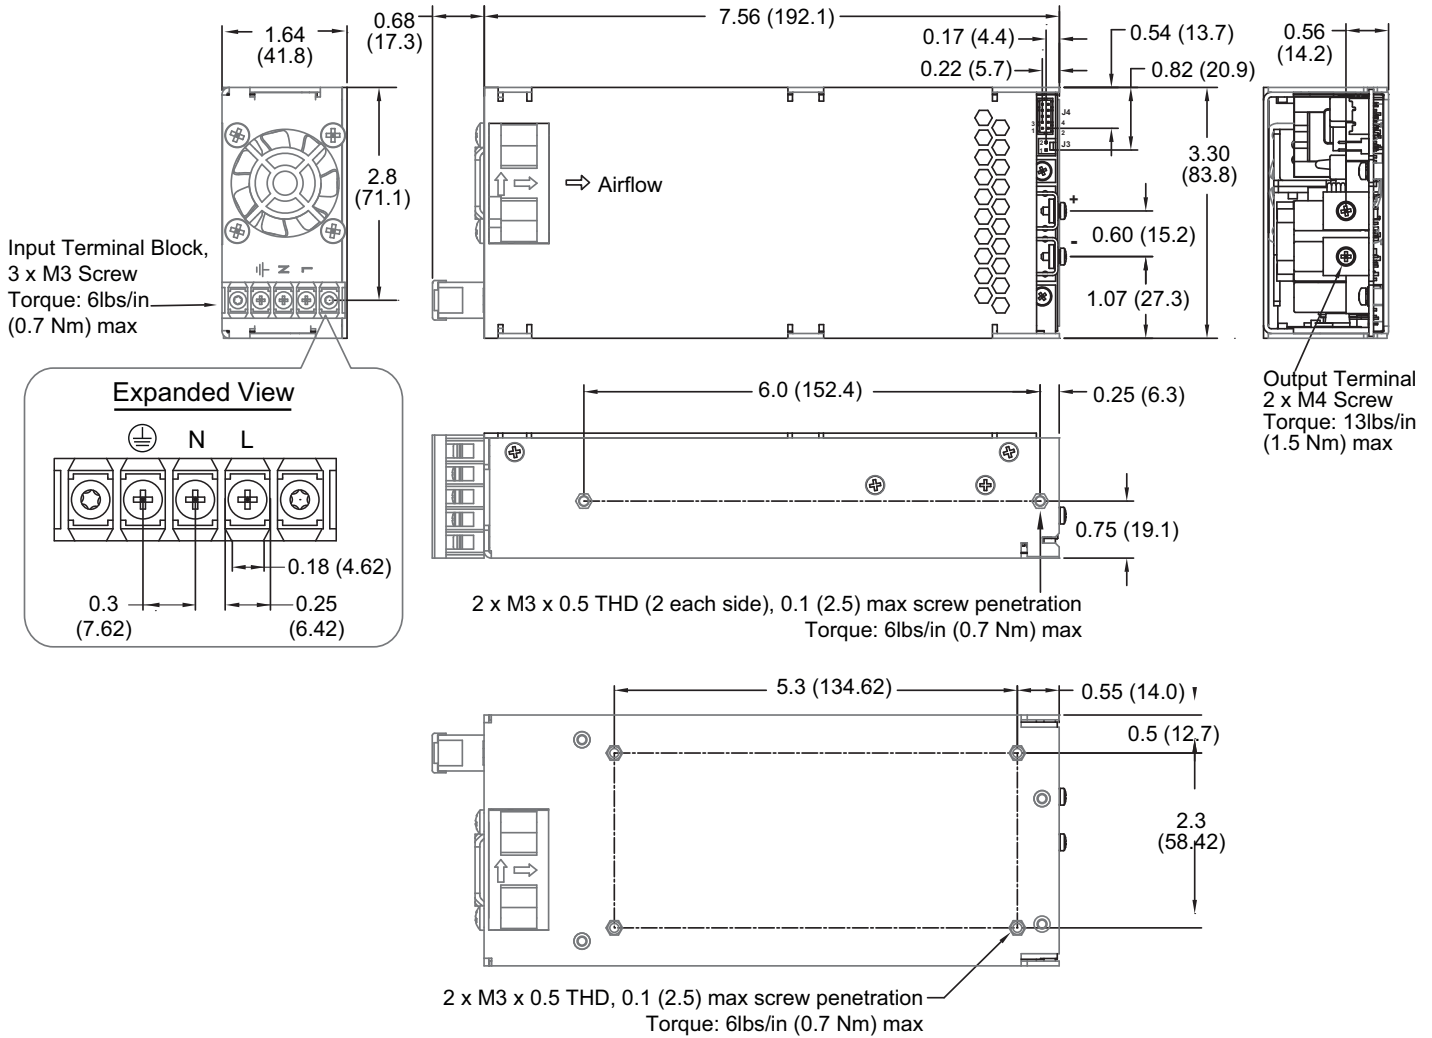 1.64
(41.8)
0.68
(17.3)
7.56 (192.1)
0.17 (4.4)
0.22 (5.7)
0.54 (13.7)
0.82 (20.9)
0.56
(14.2)
2.8
(71.1)
Airflow
J4
3
4
1
2
J3
2
1
+
-
3.30
(83.8)
0.60 (15.2)
1.07 (27.3)
Input Terminal Block,
3 x M3 Screw
Torque: 6lbs/in
(0.7 Nm) max
N
L
Output Terminal
2 x M4 Screw
Torque: 13lbs/in
(1.5 Nm) max
Expanded View
N
L
0.18 (4.62)
0.3
(7.62)
0.25
(6.42)
6.0 (152.4)
0.25 (6.3)
0.75 (19.1)
2 x M3 x 0.5 THD (2 each side), 0.1 (2.5) max screw penetration
Torque: 6lbs/in (0.7 Nm) max
5.3 (134.62)
0.55 (14.0)
0.5 (12.7)
2.3
(58.42)
2 x M3 x 0.5 THD, 0.1 (2.5) max screw penetration
Torque: 6lbs/in (0.7 Nm) max